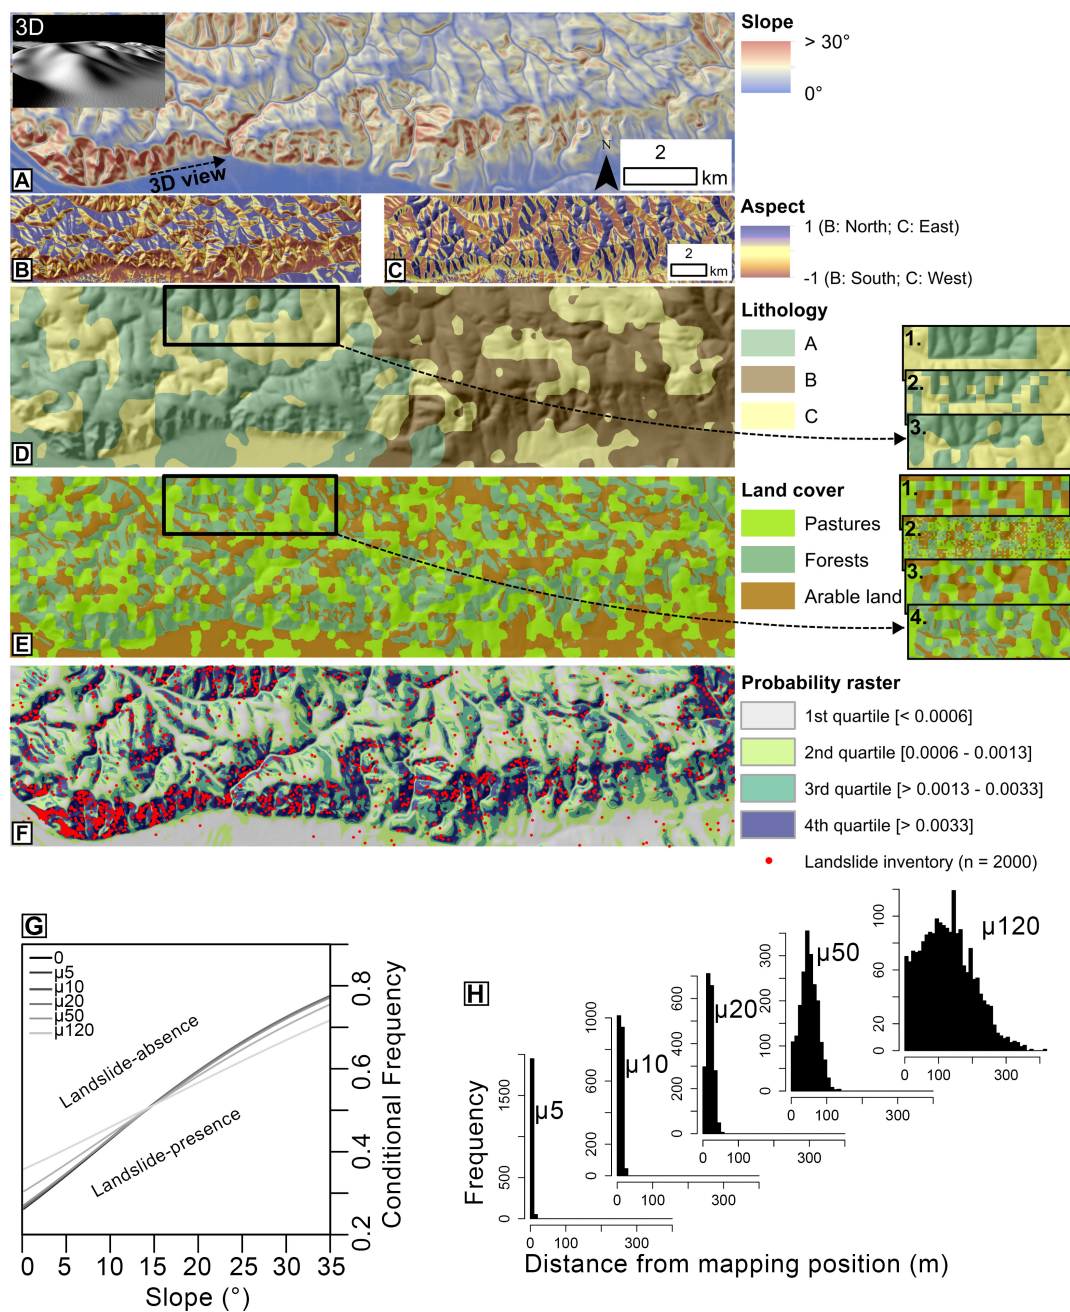 3D
3D view
A
N
2
km
Slope
> 30°
0°
B
C
2
km
Aspect
1 (B: North; C: East)
-1 (B: South; C: West)
D
Lithology
A
B
C
1.
2.
3.
E
Land cover
Pastures
Forests
Arable land
1.
2.
3.
4.
F
Probability raster
1st quartile [< 0.0006]
2nd quartile [0.0006 - 0.0013]
3rd quartile [> 0.0013 - 0.0033]
4th quartile [> 0.0033]
Landslide inventory (n = 2000)
G
0
µ5
µ10
µ20
µ50
µ120
Landslide-absence
Landslide-presence
0.2 0.4 0.6 0.8
Conditional Frequency
0 5 10 15 20 25 30 35
Slope (°)
H
Frequency
µ5
0 500 1500
0 100 300
µ10
0 200 600 1000
0 100 300
µ20
0 200 400 600
0 100 300
µ50
0 100 200 300
0 100 300
µ120
0 20 60 100
0 100 300
Distance from mapping position (m)